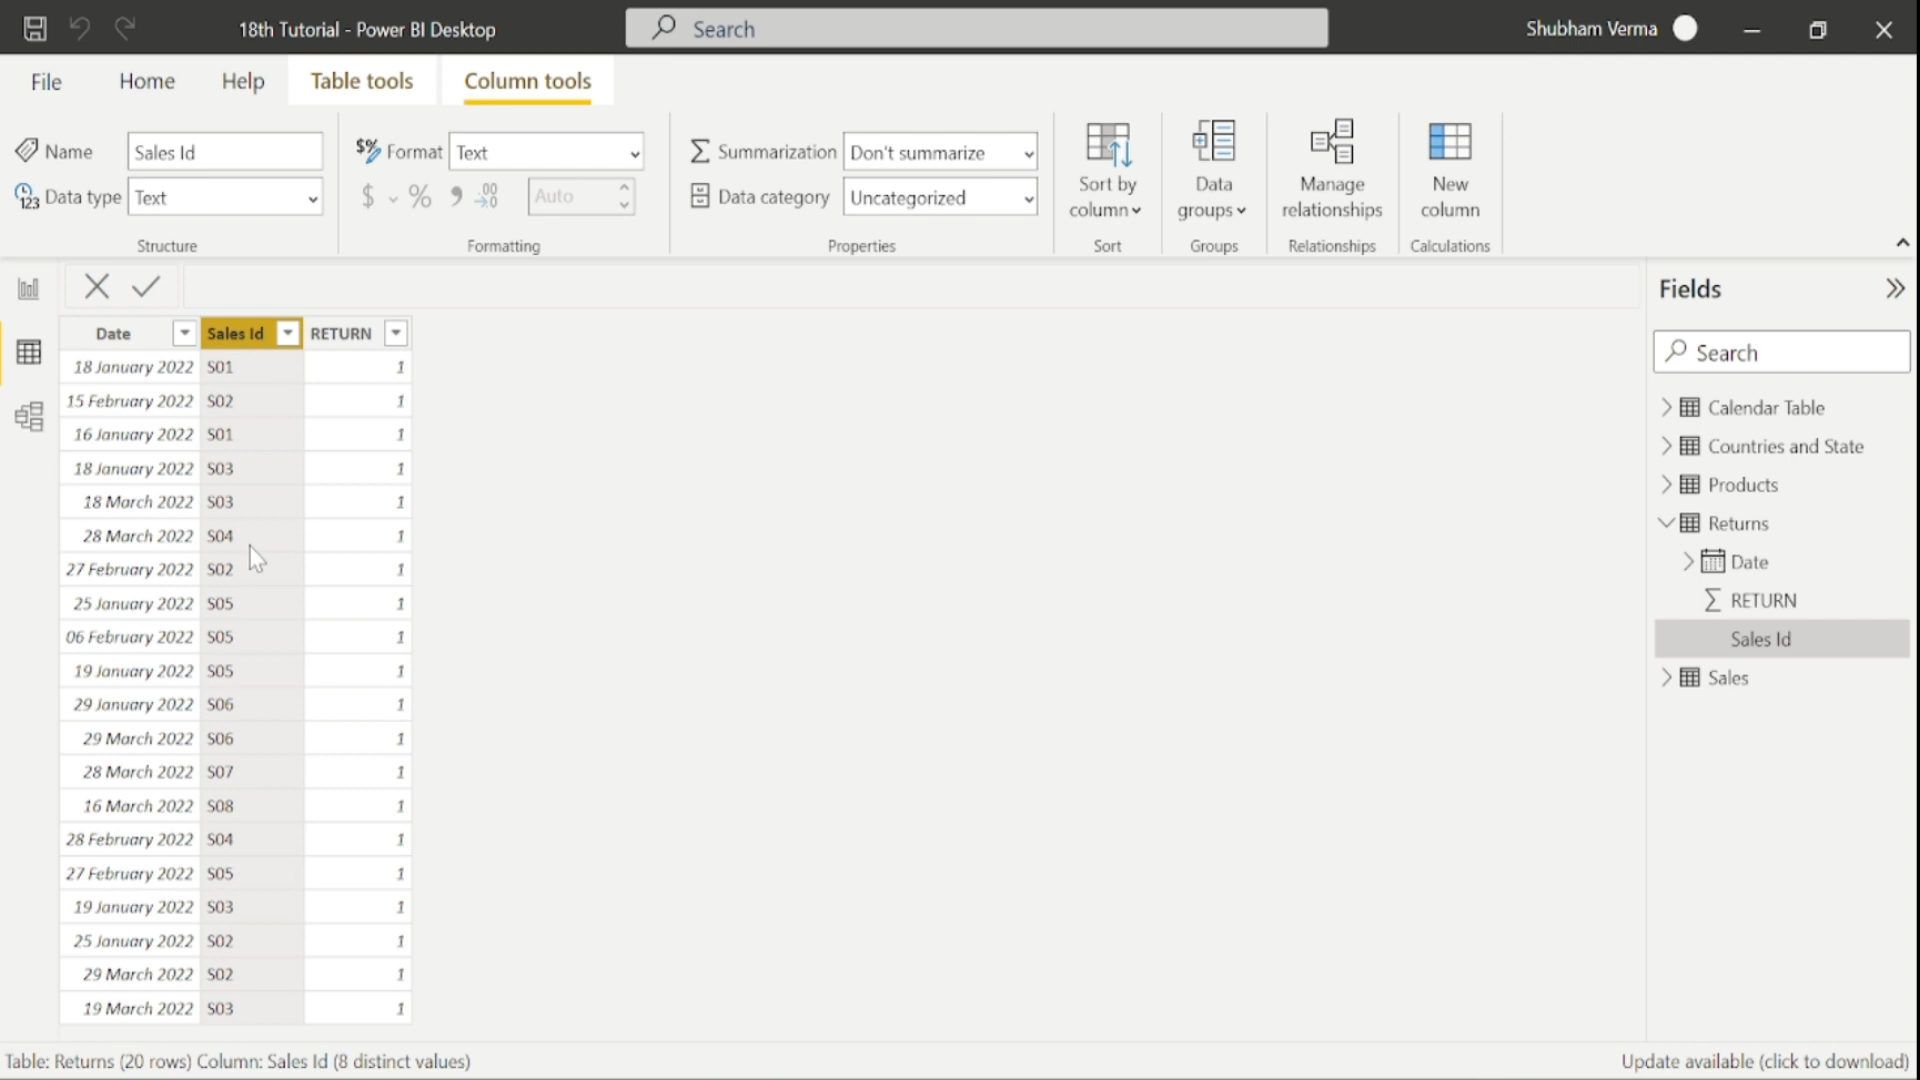 18th Tutorial - Power BI Desktop
Search
Shubham Verma
File Home Help Table tools Column tools
Name Sales Id
Data type Text
Structure
$% Format Text
$ % 9 .00 →.0 Auto
Formatting
Summarization Don't summarize
Data category Uncategorized
Properties
Sort by
column
Sort
Data
groups
Groups
Manage
relationships
Relationships
New
column
Calculations
Date Sales Id RETURN
18 January 2022 S01 1
15 February 2022 S02 1
16 January 2022 S01 1
18 January 2022 S03 1
18 March 2022 S03 1
28 March 2022 S04 1
27 February 2022 S02 1
25 January 2022 S05 1
06 February 2022 S05 1
19 January 2022 S05 1
29 January 2022 S06 1
29 March 2022 S06 1
28 March 2022 S07 1
16 March 2022 S08 1
28 February 2022 S04 1
27 February 2022 S05 1
19 January 2022 S03 1
25 January 2022 S02 1
29 March 2022 S02 1
19 March 2022 S03 1
Fields
Search
Calendar Table
Countries and State
Products
Returns
Date
Σ RETURN
Sales Id
Sales
Table: Returns (20 rows) Column: Sales Id (8 distinct values)
Update available (click to download)